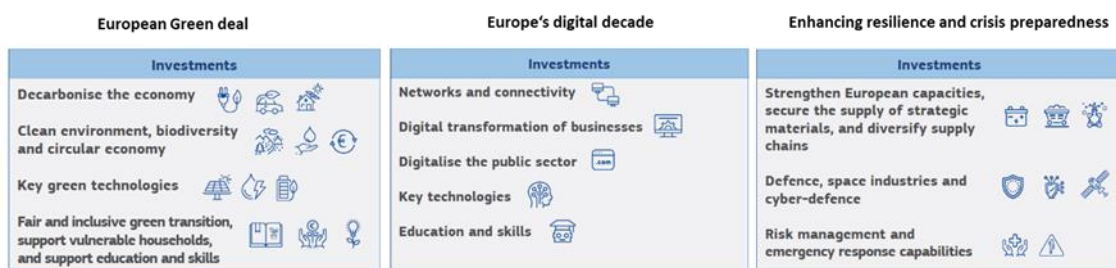 European Green deal
Investments
Decarbonise the economy
Clean environment, biodiversity
and circular economy
Key green technologies
Fair and inclusive green transition,
support vulnerable households,
and support education and skills
Europe‘s digital decade
Investments
Networks and connectivity
Digital transformation of businesses
Digitalise the public sector
.com
Key technologies
Education and skills
Enhancing resilience and crisis preparedness
Investments
Strengthen European capacities,
secure the supply of strategic
materials, and diversify supply
chains
Defence, space industries and
cyber-defence
Risk management and
emergency response capabilities